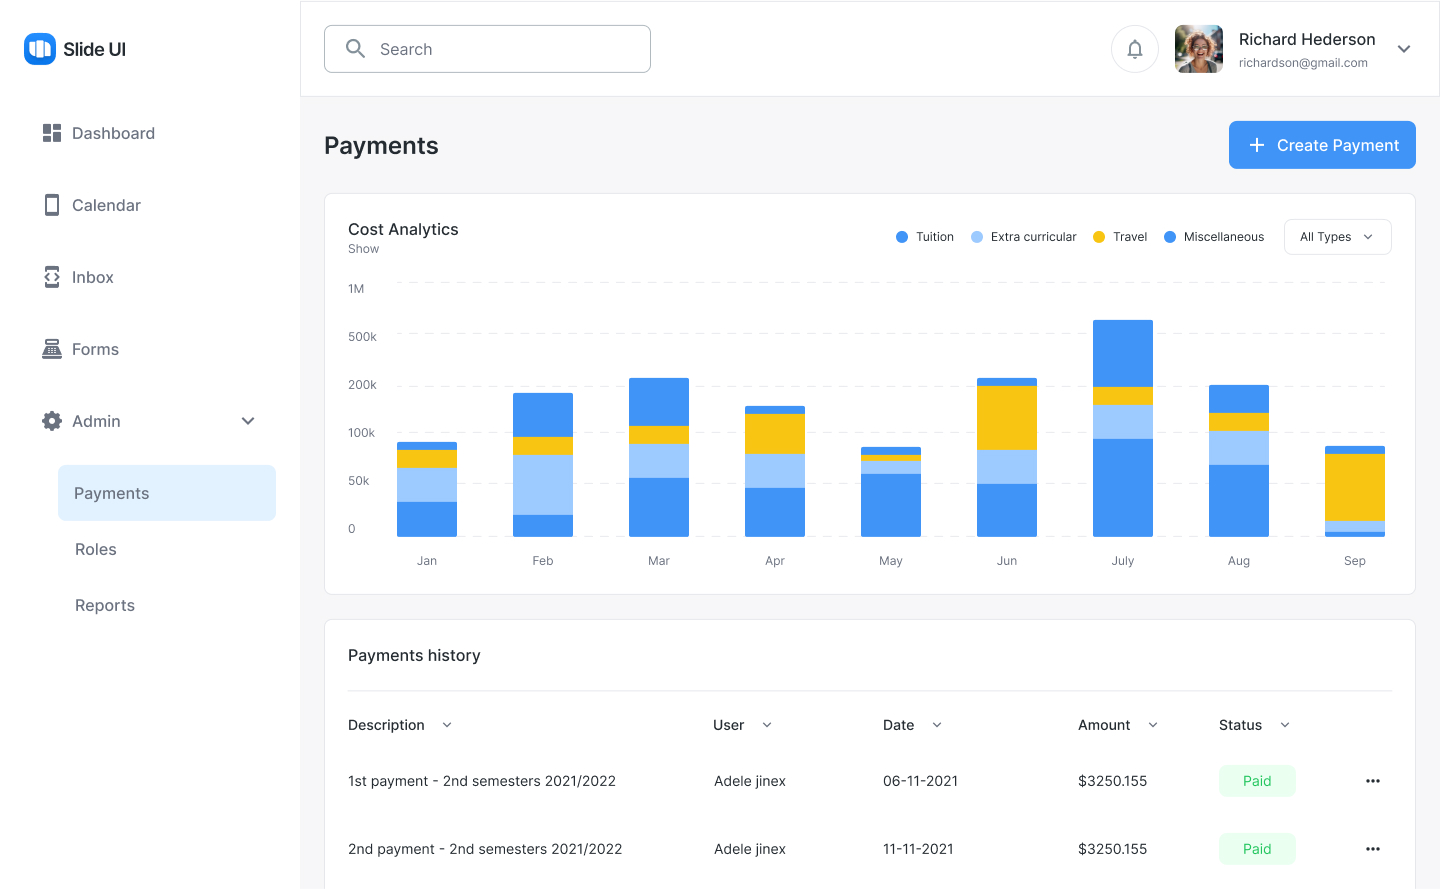 Slide UI
Search
Richard Hederson
richardson@gmail.com
Dashboard
Calendar
Inbox
Forms
Admin
Payments
Roles
Reports
Payments
Create Payment
Cost Analytics
Show
Tuition Extra curricular Travel Miscellaneous All Types
1M
500k
200k
100k
50k
0
Jan Feb Mar Apr May Jun July Aug Sep
Payments history
Description User Date Amount Status
1st payment - 2nd semesters 2021/2022 Adele jinex 06-11-2021 $3250.155 Paid
2nd payment - 2nd semesters 2021/2022 Adele jinex 11-11-2021 $3250.155 Paid